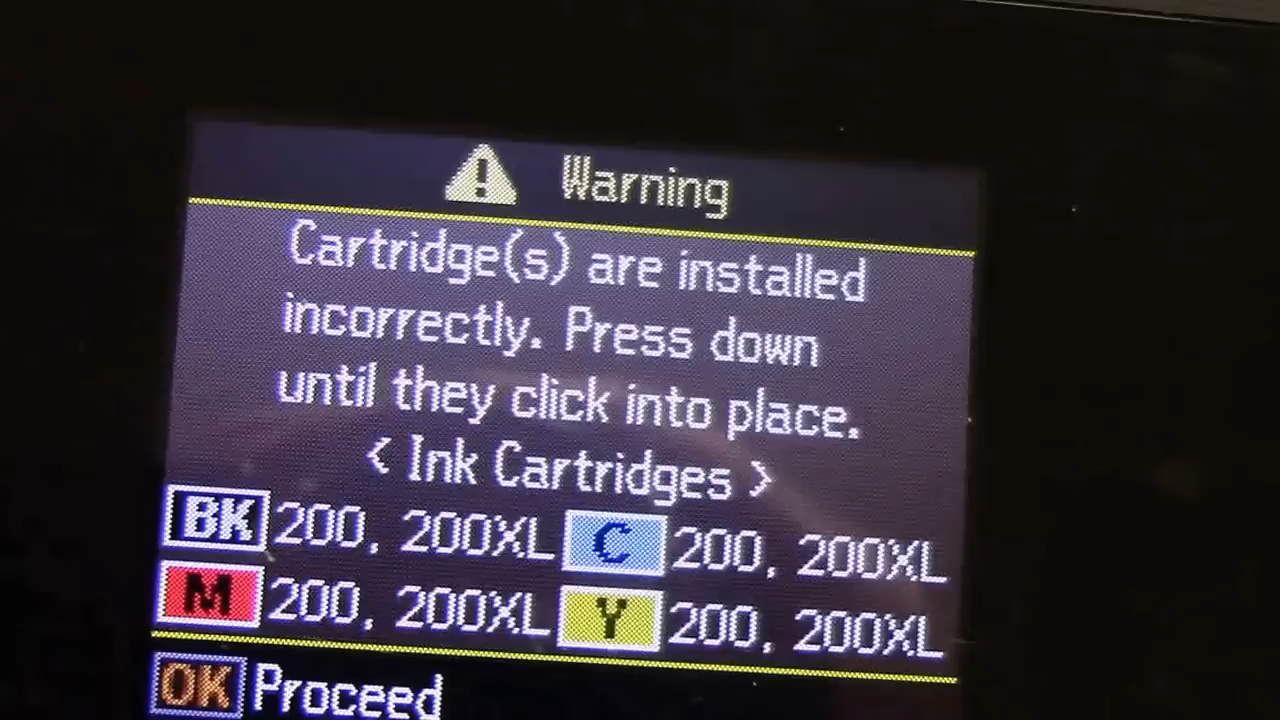 Warning
Cartridge(s) are installed
incorrectly. Press down
until they click into place.
< Ink Cartridges >
BK 200, 200XL C 200, 200XL
M 200, 200XL Y 200, 200XL
OK Proceed